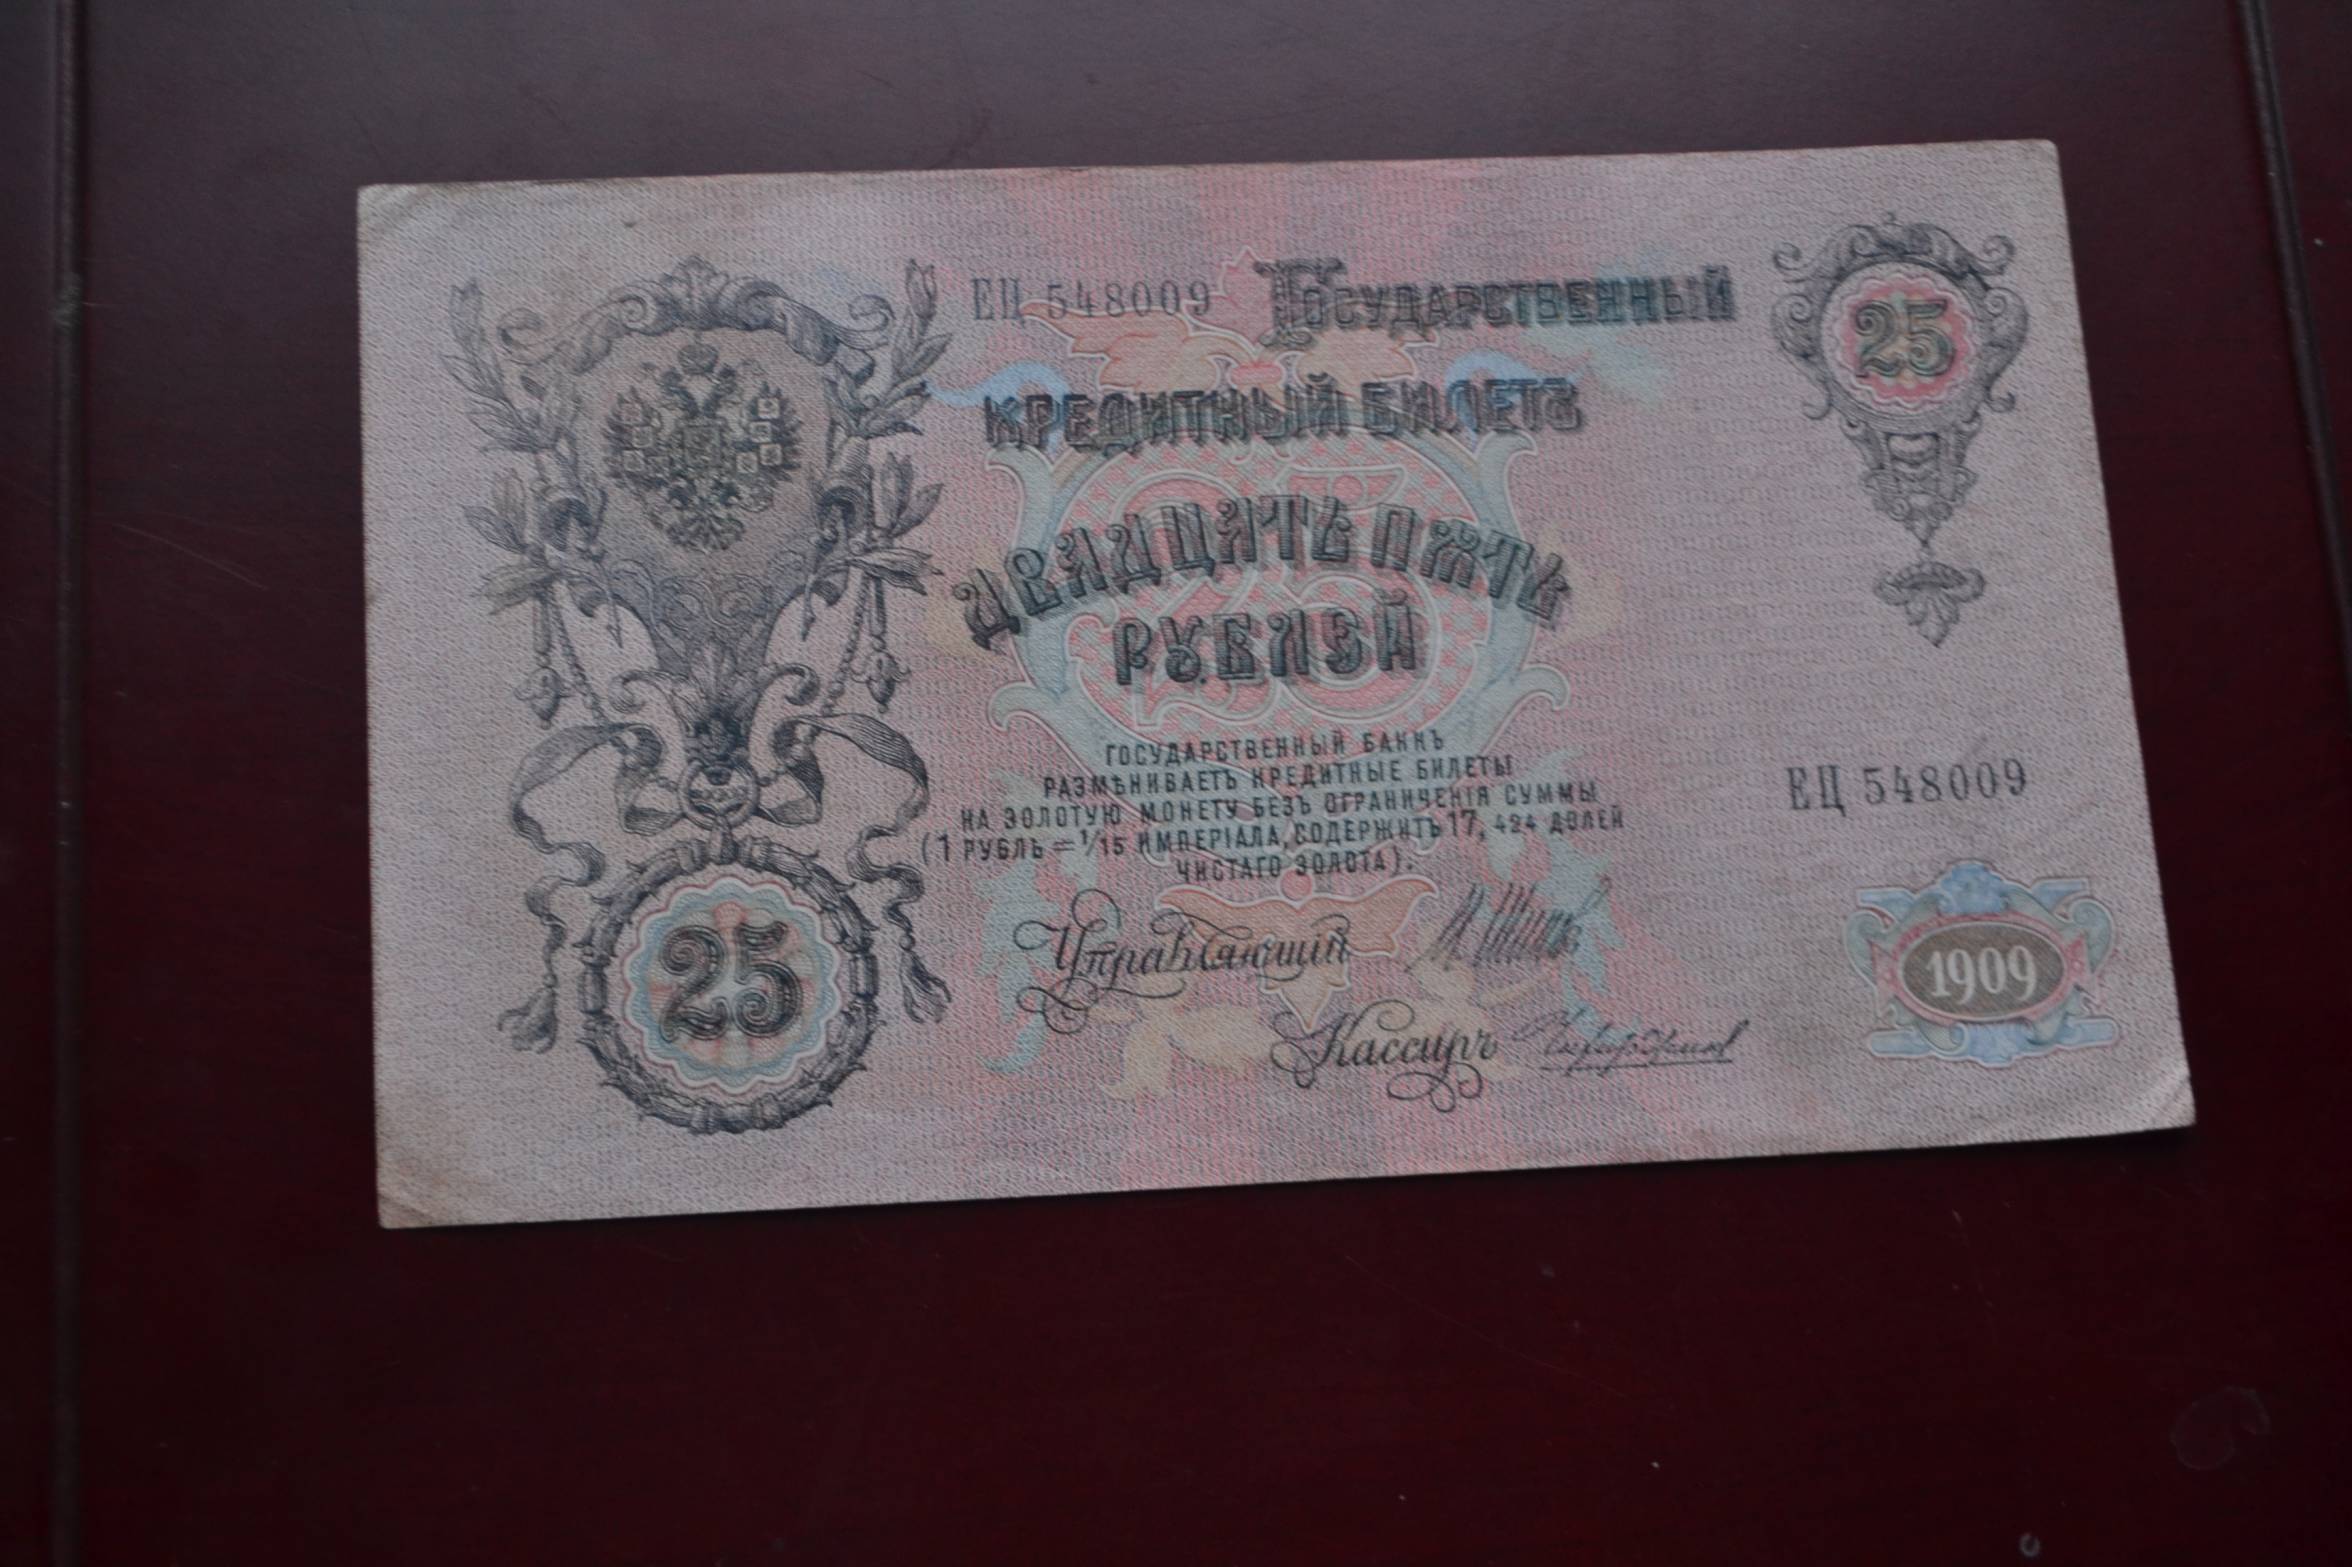 ЕЦ 548009 ГОСУДАРСТВЕННЫЙ
КРЕДИТНЫЙ БИЛЕТЪ
25
ДВАДЦАТЬ ПЯТЬ
РУБЛЕЙ
ГОСУДАРСТВЕННЫЙ БАНКЪ
РАЗМѢНИВАЕТЪ КРЕДИТНЫЕ БИЛЕТЫ
НА ЗОЛОТУЮ МОНЕТУ БЕЗЪ ОГРАНИЧЕНІЯ СУММЫ
(1 РУБЛЬ = 1/15 ИМПЕРІАЛА, СОДЕРЖИТЪ 17, 424 ДОЛЕЙ
ЧИСТАГО ЗОЛОТА).
ЕЦ 548009
25
25
Управляющій
Кассиръ
1909